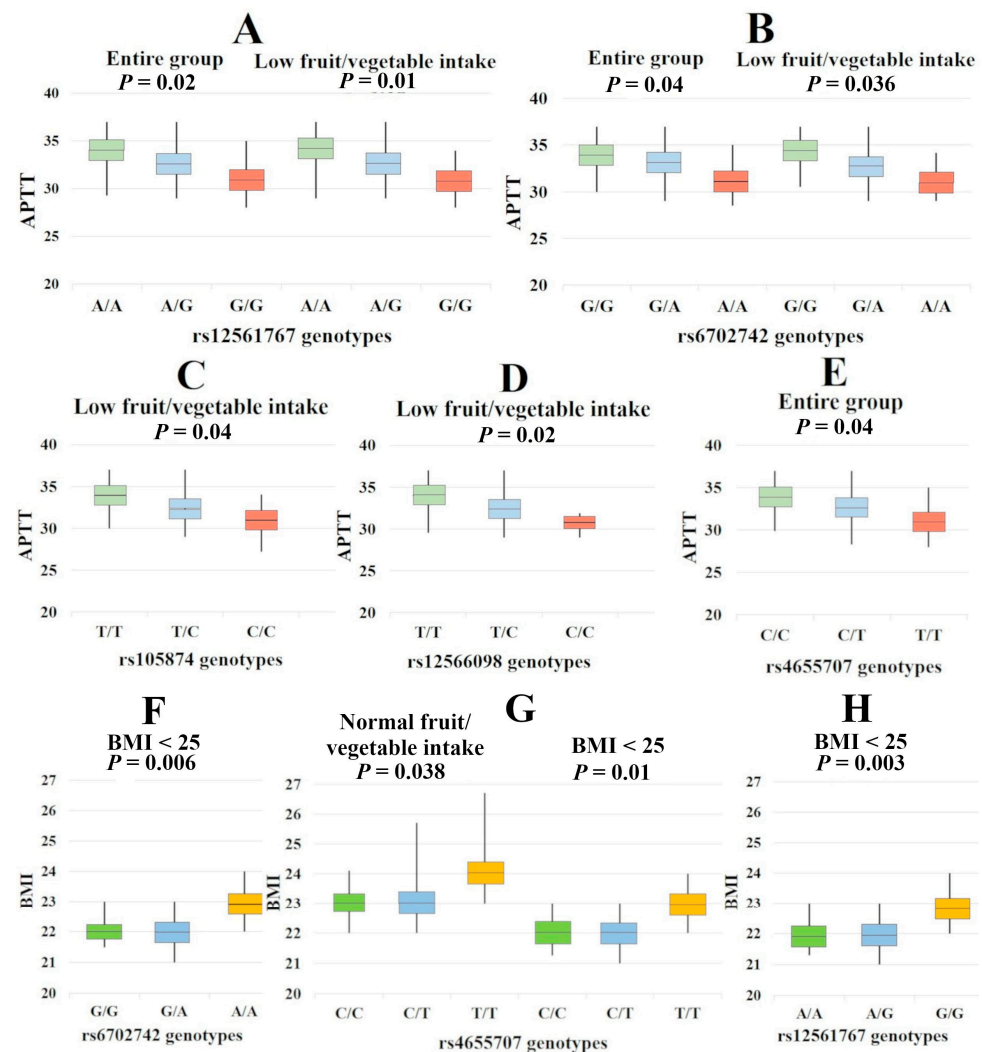 A
Entire group
P = 0.02
Low fruit/vegetable intake
P = 0.01
40
35
30
20
APTT
A/A A/G G/G A/A A/G G/G
rs12561767 genotypes
B
Entire group
P = 0.04
Low fruit/vegetable intake
P = 0.036
40
35
30
20
APTT
G/G G/A A/A G/G G/A A/A
rs6702742 genotypes
C
Low fruit/vegetable intake
P = 0.04
40
35
30
25
20
APTT
T/T T/C C/C
rs105874 genotypes
D
Low fruit/vegetable intake
P = 0.02
40
35
30
25
20
APTT
T/T T/C C/C
rs12566098 genotypes
E
Entire group
P = 0.04
40
35
30
25
20
APTT
C/C C/T T/T
rs4655707 genotypes
F
BMI < 25
P = 0.006
27
26
25
24
23
22
21
20
BMI
G/G G/A A/A
rs6702742 genotypes
G
Normal fruit/
vegetable intake
P = 0.038
BMI < 25
P = 0.01
27
26
25
24
23
22
21
20
BMI
C/C C/T T/T C/C C/T T/T
rs4655707 genotypes
H
BMI < 25
P = 0.003
27
26
25
24
23
22
21
20
BMI
A/A A/G G/G
rs12561767 genotypes